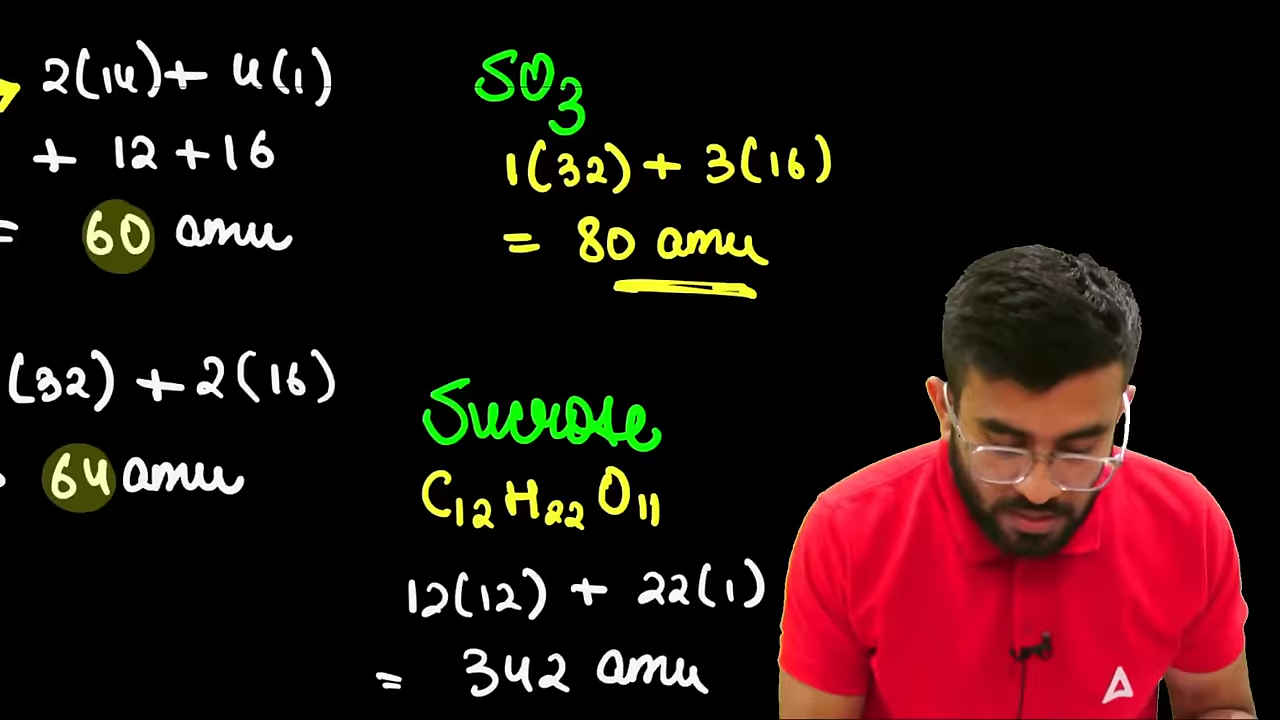 2(14)+ 4(1)
+ 12 +16
= 60 amu
(32) + 2(16)
64 amu
SO₃
1(32) + 3(16)
= 80 amu
Sucrose
C₁₂H₂₂O₁₁
12(12) + 22(1)
= 342 amu